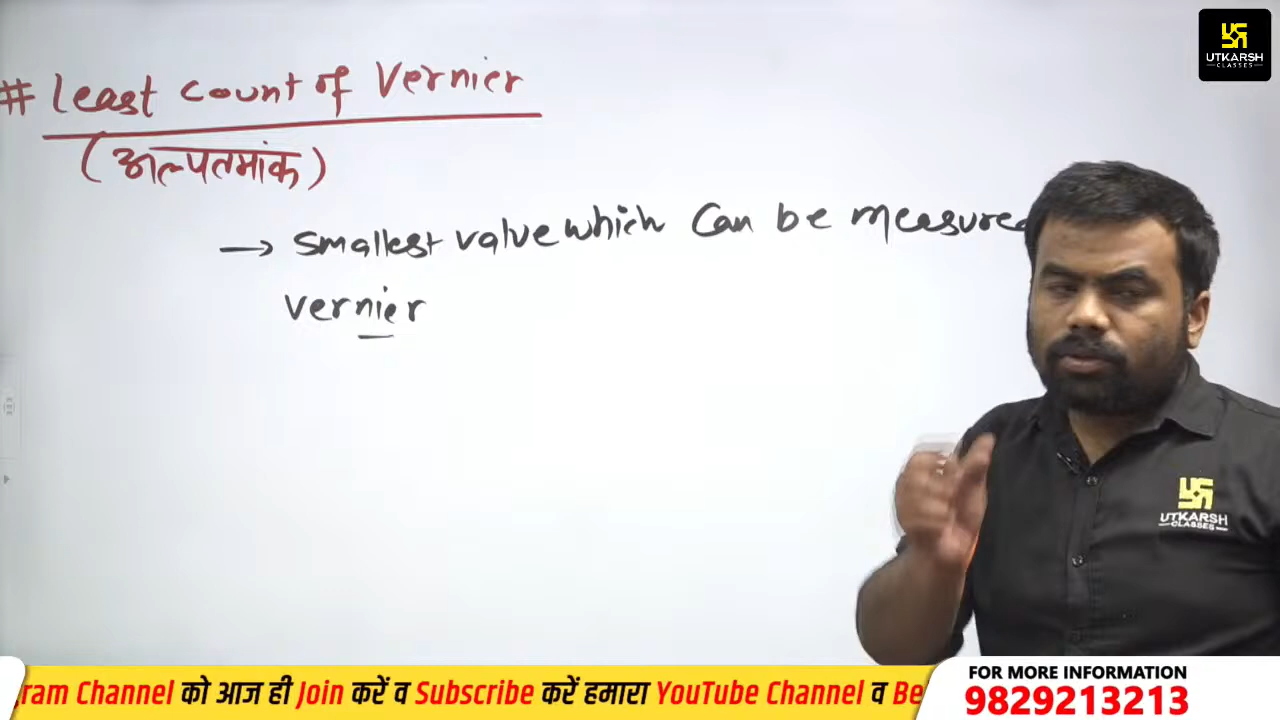 # Least count of Vernier
(अल्पतमांक)
→ Smallest value which can be measured
vernier
UTKARSH
CLASSES
UTKARSH
CLASSES
ram Channel को आज ही Join करें व Subscribe करें हमारा YouTube Channel व Be
FOR MORE INFORMATION
9829213213